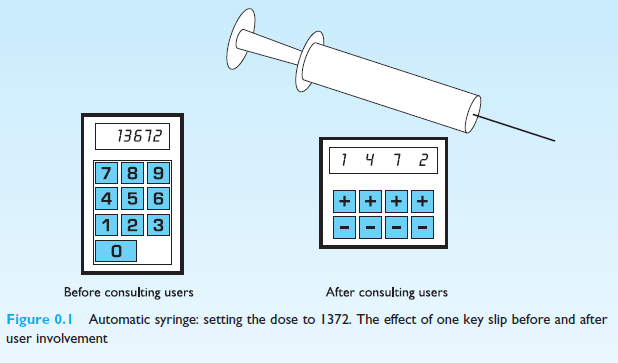 13672
7 8 9
4 5 6
1 2 3
0
1 4 7 2
+ + + +
- - - -
Before consulting users
After consulting users
Figure 0.1 Automatic syringe: setting the dose to 1372. The effect of one key slip before and after
user involvement